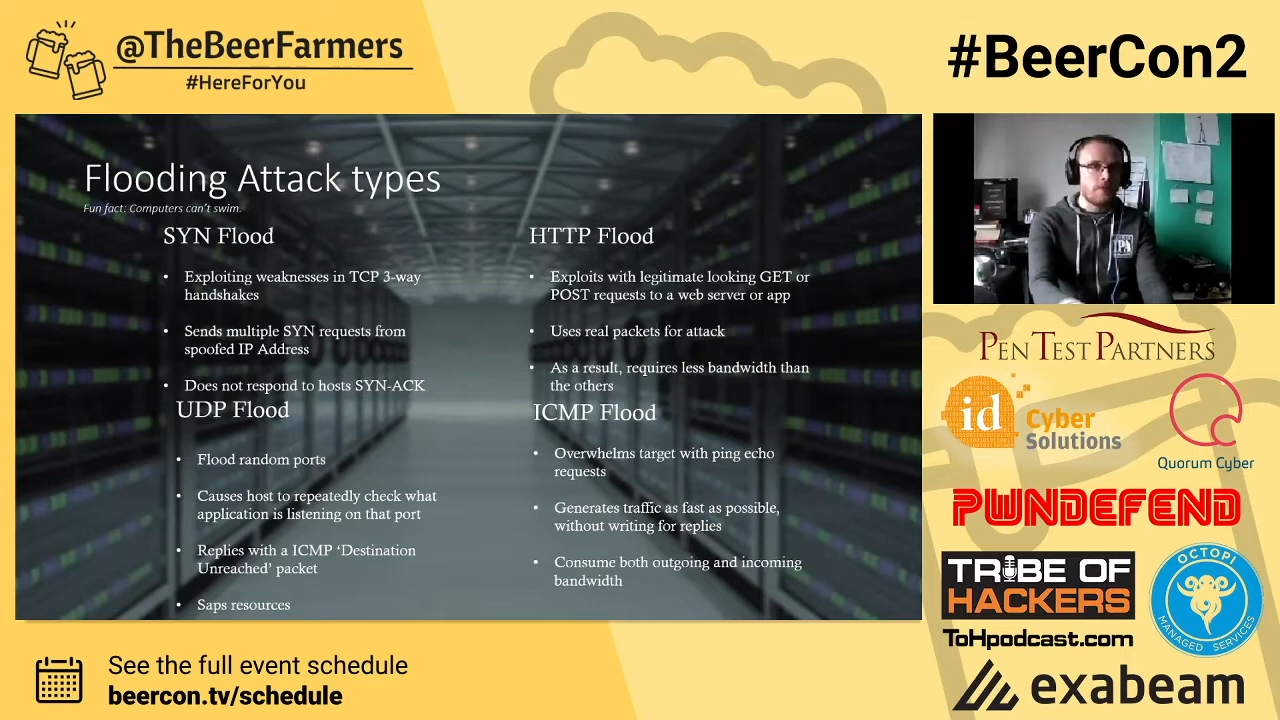 @TheBeerFarmers
#HereForYou
#BeerCon2
Flooding Attack types
Fun fact: Computers can't swim.
SYN Flood
• Exploiting weaknesses in TCP 3-way
handshakes
• Sends multiple SYN requests from
spoofed IP Address
• Does not respond to hosts SYN-ACK
HTTP Flood
• Exploits with legitimate looking GET or
POST requests to a web server or app
• Uses real packets for attack
• As a result, requires less bandwidth than
the others
UDP Flood
• Flood random ports
• Causes host to repeatedly check what
application is listening on that port
• Replies with a ICMP ‘Destination
Unreached’ packet
• Saps resources
ICMP Flood
• Overwhelms target with ping echo
requests
• Generates traffic as fast as possible,
without writing for replies
• Consume both outgoing and incoming
bandwidth
PEN TEST PARTNERS
id Cyber
Solutions
Quorum Cyber
PWNDEFEND
TRIBE OF
HACKERS
ToHpodcast.com
OCTOPI
MANAGED SERVICES
exabeam
See the full event schedule
beercon.tv/schedule